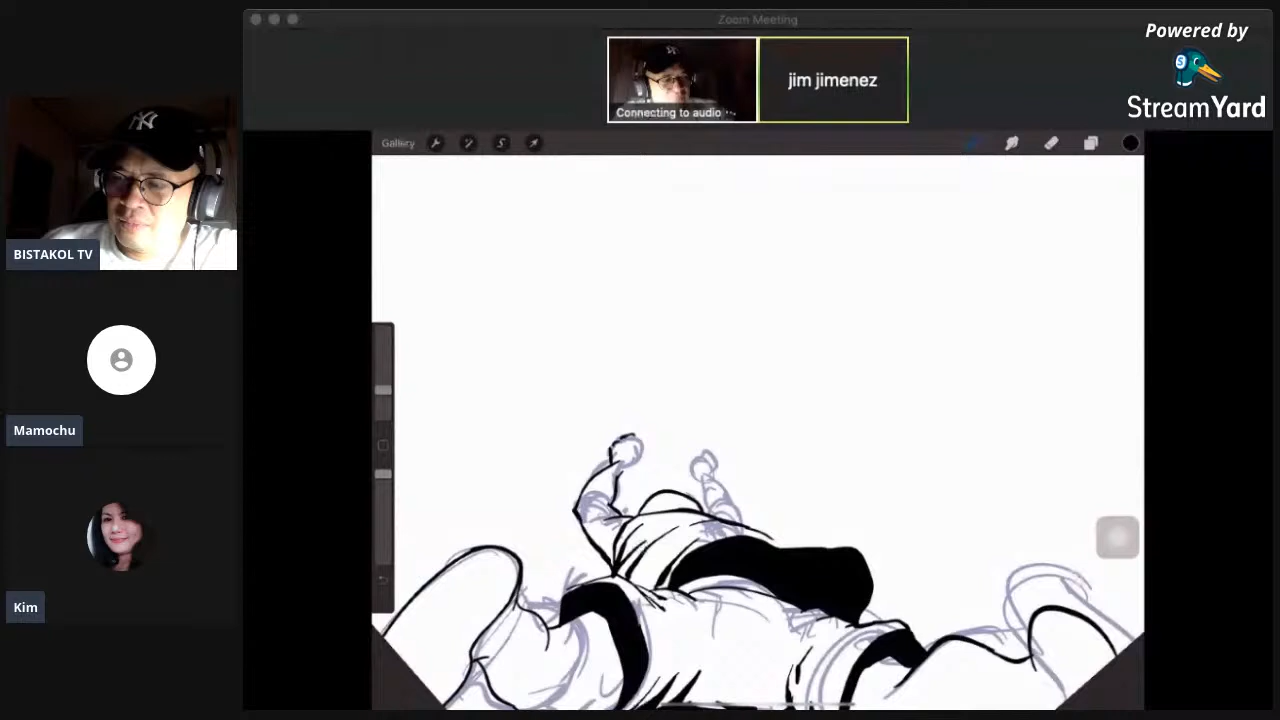 Zoom Meeting
Powered by
StreamYard
Connecting to audio ...
jim jimenez
Gallery
BISTAKOL TV
Mamochu
Kim